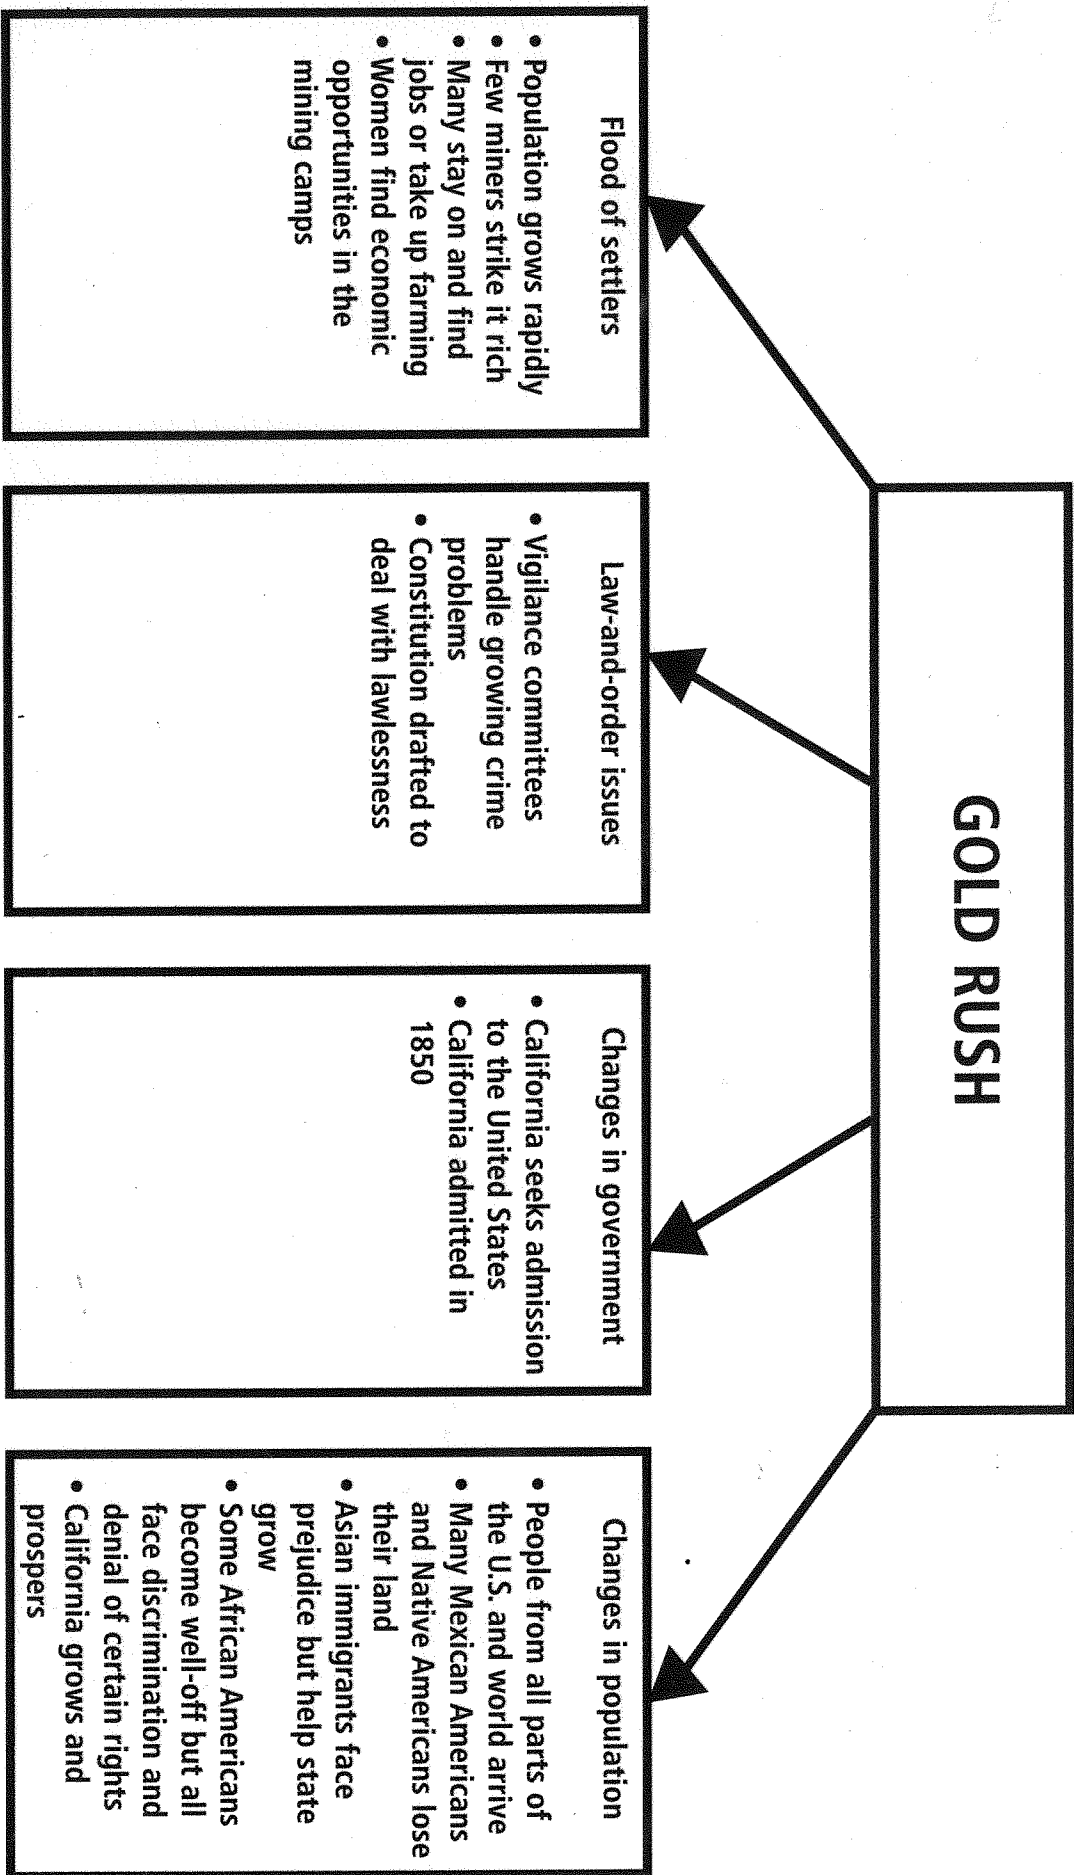 GOLD RUSH
Flood of settlers
• Population grows rapidly
• Few miners strike it rich
• Many stay on and find
jobs or take up farming
• Women find economic
opportunities in the
mining camps
Law-and-order issues
• Vigilance committees
handle growing crime
problems
• Constitution drafted to
deal with lawlessness
Changes in government
• California seeks admission
to the United States
• California admitted in
1850
Changes in population
• People from all parts of
the U.S. and world arrive
• Many Mexican Americans
and Native Americans lose
their land
• Asian immigrants face
prejudice but help state
grow
• Some African Americans
become well-off but all
face discrimination and
denial of certain rights
• California grows and
prospers